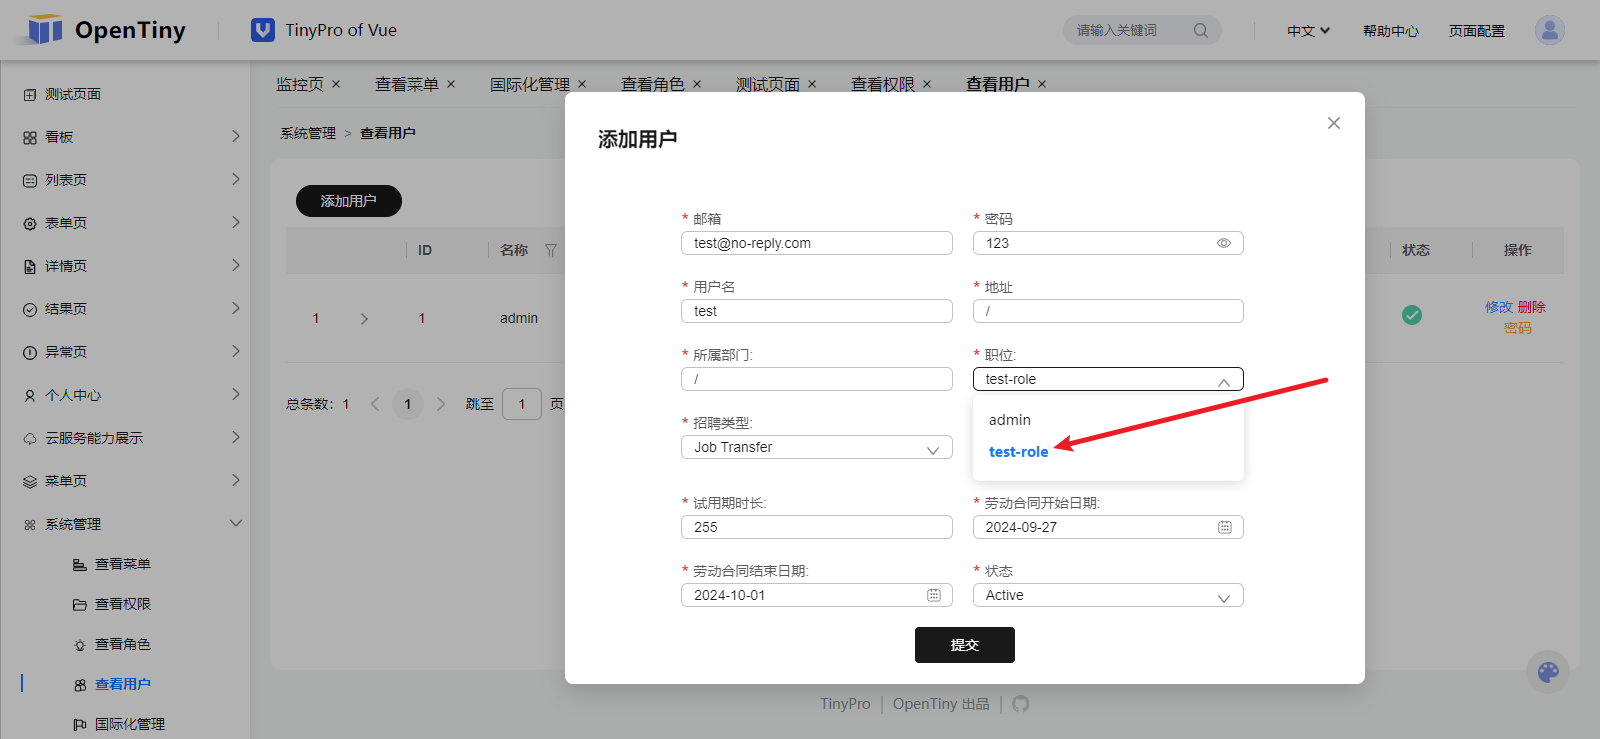 OpenTiny
TinyPro of Vue
请输入关键词
中文
帮助中心
页面配置
监控页 ×
查看菜单 ×
国际化管理 ×
查看角色 ×
测试页面 ×
查看权限 ×
查看用户 ×
测试页面
看板
列表页
表单页
详情页
结果页
异常页
个人中心
云服务能力展示
菜单页
系统管理
查看菜单
查看权限
查看角色
查看用户
国际化管理
系统管理 > 查看用户
添加用户
ID
名称
状态
操作
1
1
admin
修改 删除
密码
总条数: 1
1
跳至
1
页
添加用户
* 邮箱
test@no-reply.com
* 密码
123
* 用户名
test
* 地址
/
* 所属部门:
/
* 职位:
test-role
admin
test-role
* 招聘类型:
Job Transfer
* 试用期时长:
255
* 劳动合同开始日期:
2024-09-27
* 劳动合同结束日期:
2024-10-01
* 状态
Active
提交
TinyPro | OpenTiny 出品 |